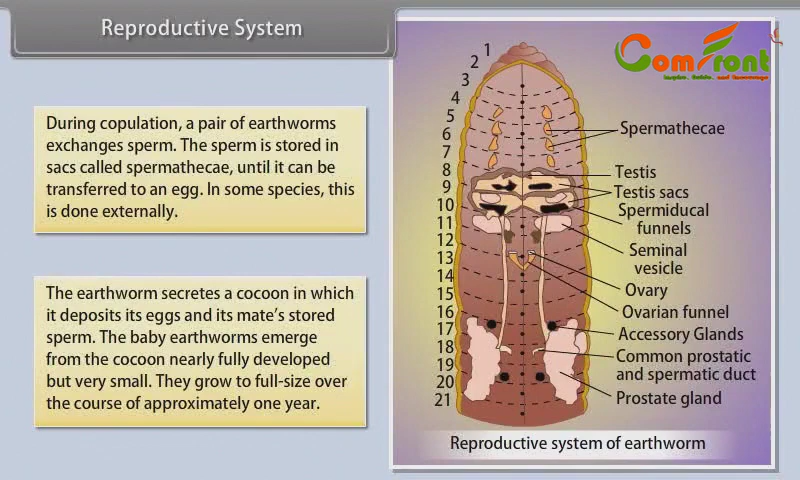 Reproductive System
During copulation, a pair of earthworms
exchanges sperm. The sperm is stored in
sacs called spermathecae, until it can be
transferred to an egg. In some species, this
is done externally.
The earthworm secretes a cocoon in which
it deposits its eggs and its mate's stored
sperm. The baby earthworms emerge
from the cocoon nearly fully developed
but very small. They grow to full-size over
the course of approximately one year.
ComFront
Inspire, Guide, and Encourage
1
2
3
4
5
6
7
8
9
10
11
12
13
14
15
16
17
18
19
20
21
Spermathecae
Testis
Testis sacs
Spermiducal
funnels
Seminal
vesicle
Ovary
Ovarian funnel
Accessory Glands
Common prostatic
and spermatic duct
Prostate gland
Reproductive system of earthworm